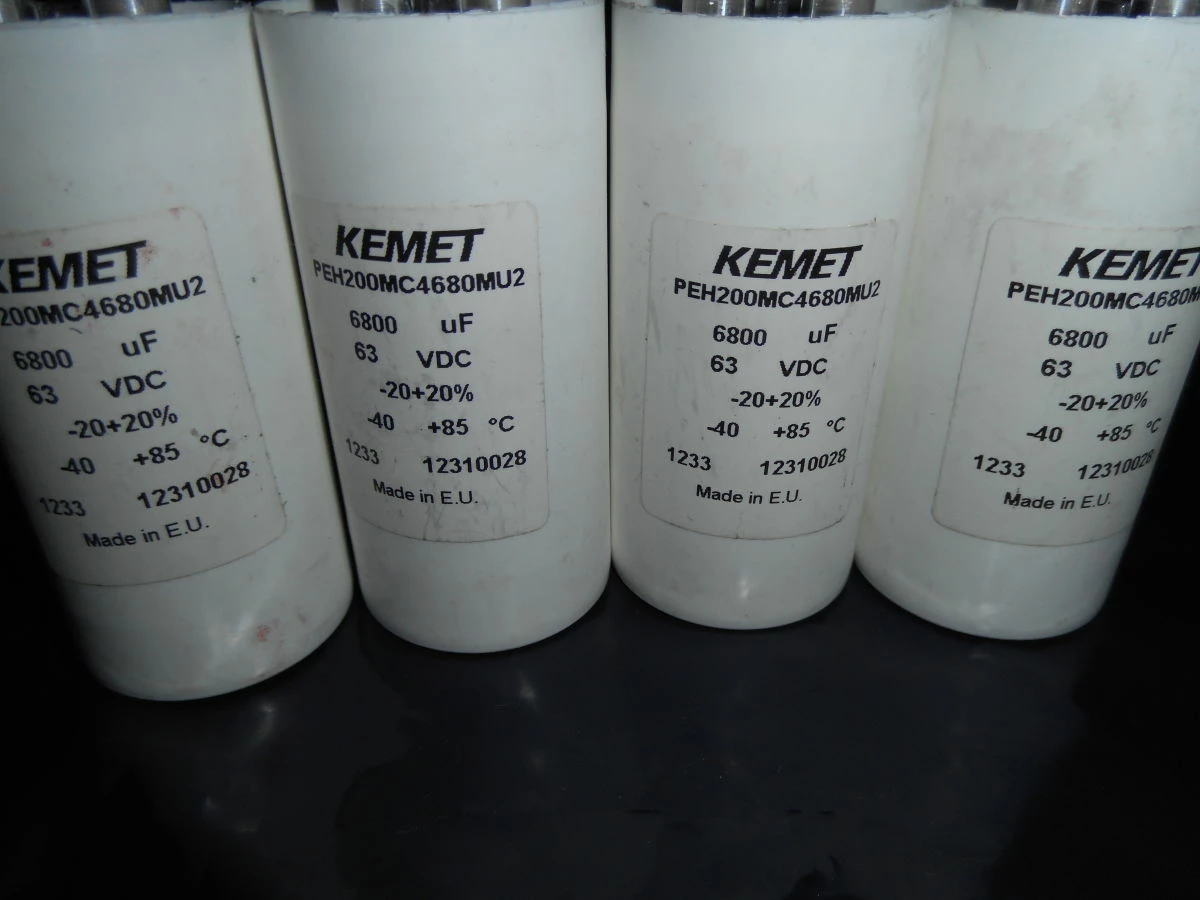 KEMET
200MC4680MU2
6800 uF
63 VDC
-20+20%
-40 +85 °C
1233 12310028
Made in E.U.
KEMET
PEH200MC4680MU2
6800 uF
63 VDC
-20+20%
-40 +85 °C
1233 12310028
Made in E.U.
KEMET
PEH200MC4680MU2
6800 uF
63 VDC
-20+20%
-40 +85 °C
1233 12310028
Made in E.U.
KEMET
PEH200MC4680M
6800 uF
63 VDC
-20+20%
-40 +85 °C
1233 12310028
Made in E.U.